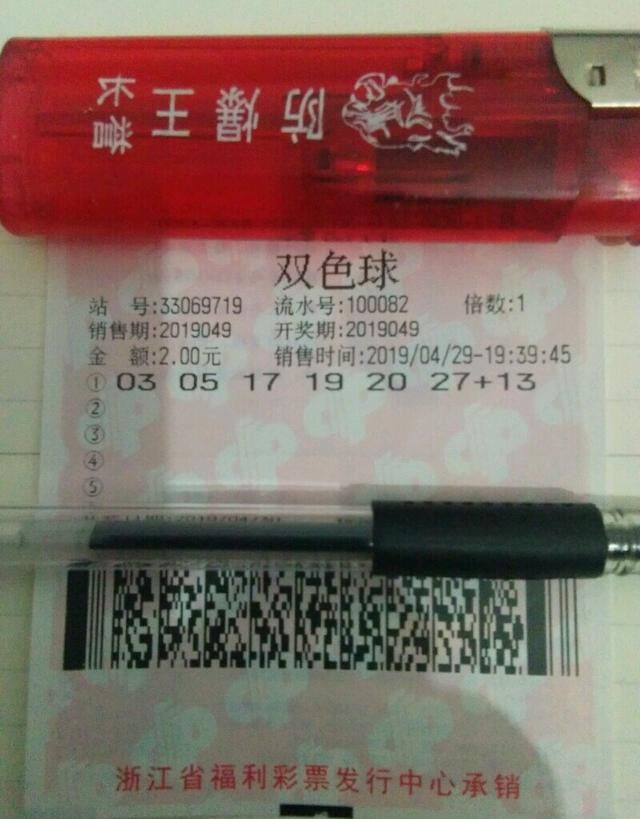 防爆王
长誉
双色球
站 号:33069719 流水号:100082 倍数:1
销售期:2019049 开奖期:2019049
金 额:2.00元 销售时间:2019/04/29-19:39:45
① 03 05 17 19 20 27+13
②
③
④
⑤
浙江省福利彩票发行中心承销